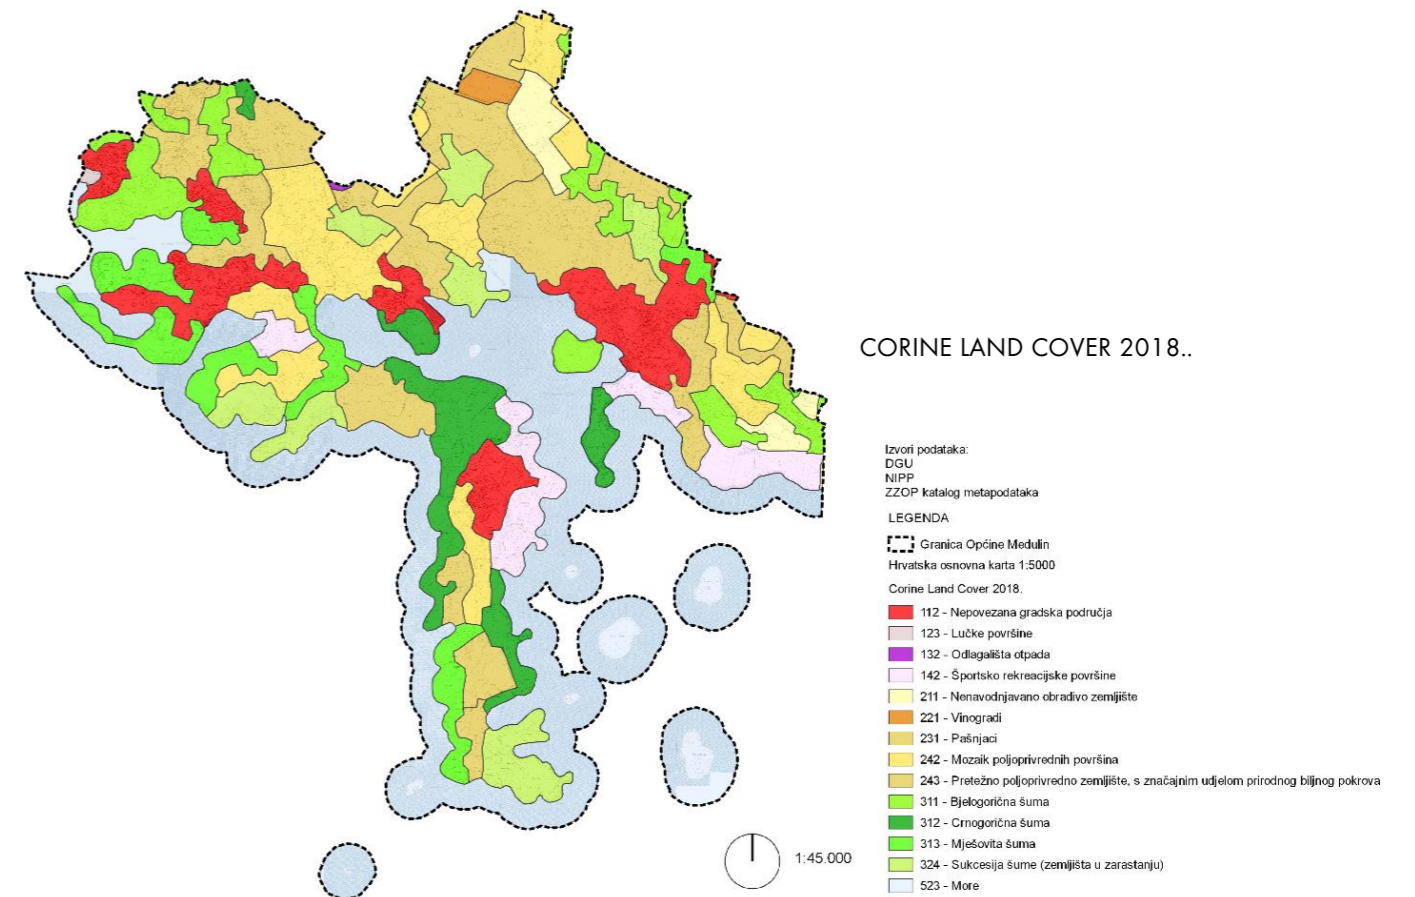 CORINE LAND COVER 2018..
Izvori podataka:
DGU
NIPP
ZZOP katalog metapodataka
LEGENDA
Granica Općine Medulin
Hrvatska osnovna karta 1:5000
Corine Land Cover 2018.
112 - Nepovezana gradska područja
123 - Lučke površine
132 - Odlagališta otpada
142 - Športsko rekreacijske površine
211 - Nenavodnjavano obradivo zemljište
221 - Vinogradi
231 - Pašnjaci
242 - Mozaik poljoprivrednih površina
243 - Pretežno poljoprivredno zemljište, s značajnim udjelom prirodnog biljnog pokrova
311 - Bjelogorična šuma
312 - Crnogorična šuma
313 - Mješovita šuma
324 - Sukcesija šume (zemljišta u zarastanju)
523 - More
1:45.000